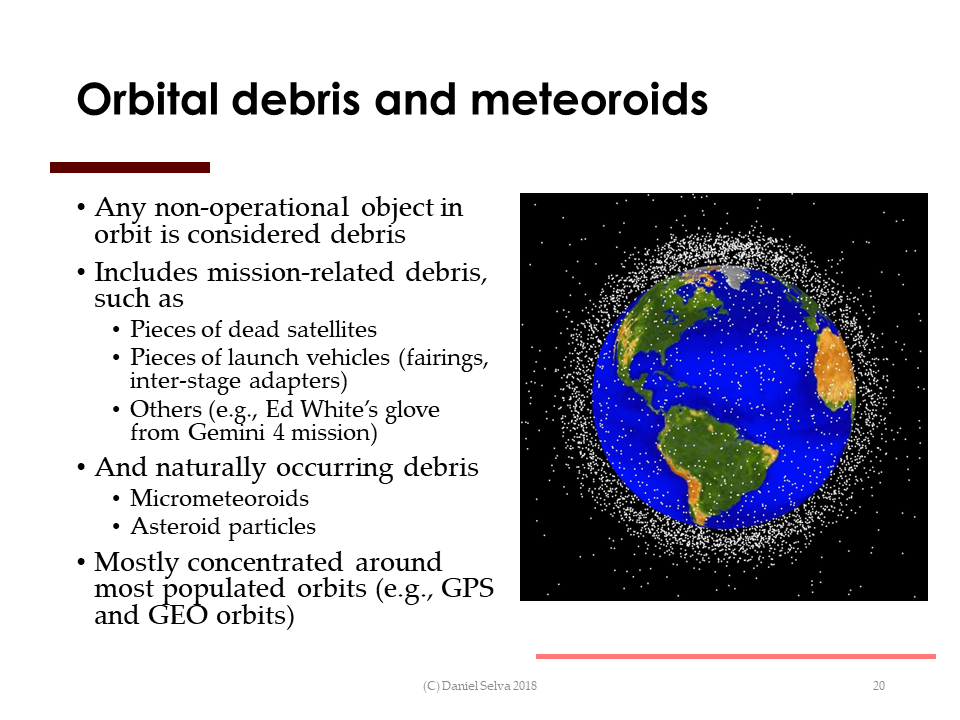 Orbital debris and meteoroids
• Any non-operational object in
orbit is considered debris
• Includes mission-related debris,
such as
• Pieces of dead satellites
• Pieces of launch vehicles (fairings,
inter-stage adapters)
• Others (e.g., Ed White’s glove
from Gemini 4 mission)
• And naturally occurring debris
• Micrometeoroids
• Asteroid particles
• Mostly concentrated around
most populated orbits (e.g., GPS
and GEO orbits)
(C) Daniel Selva 2018
20